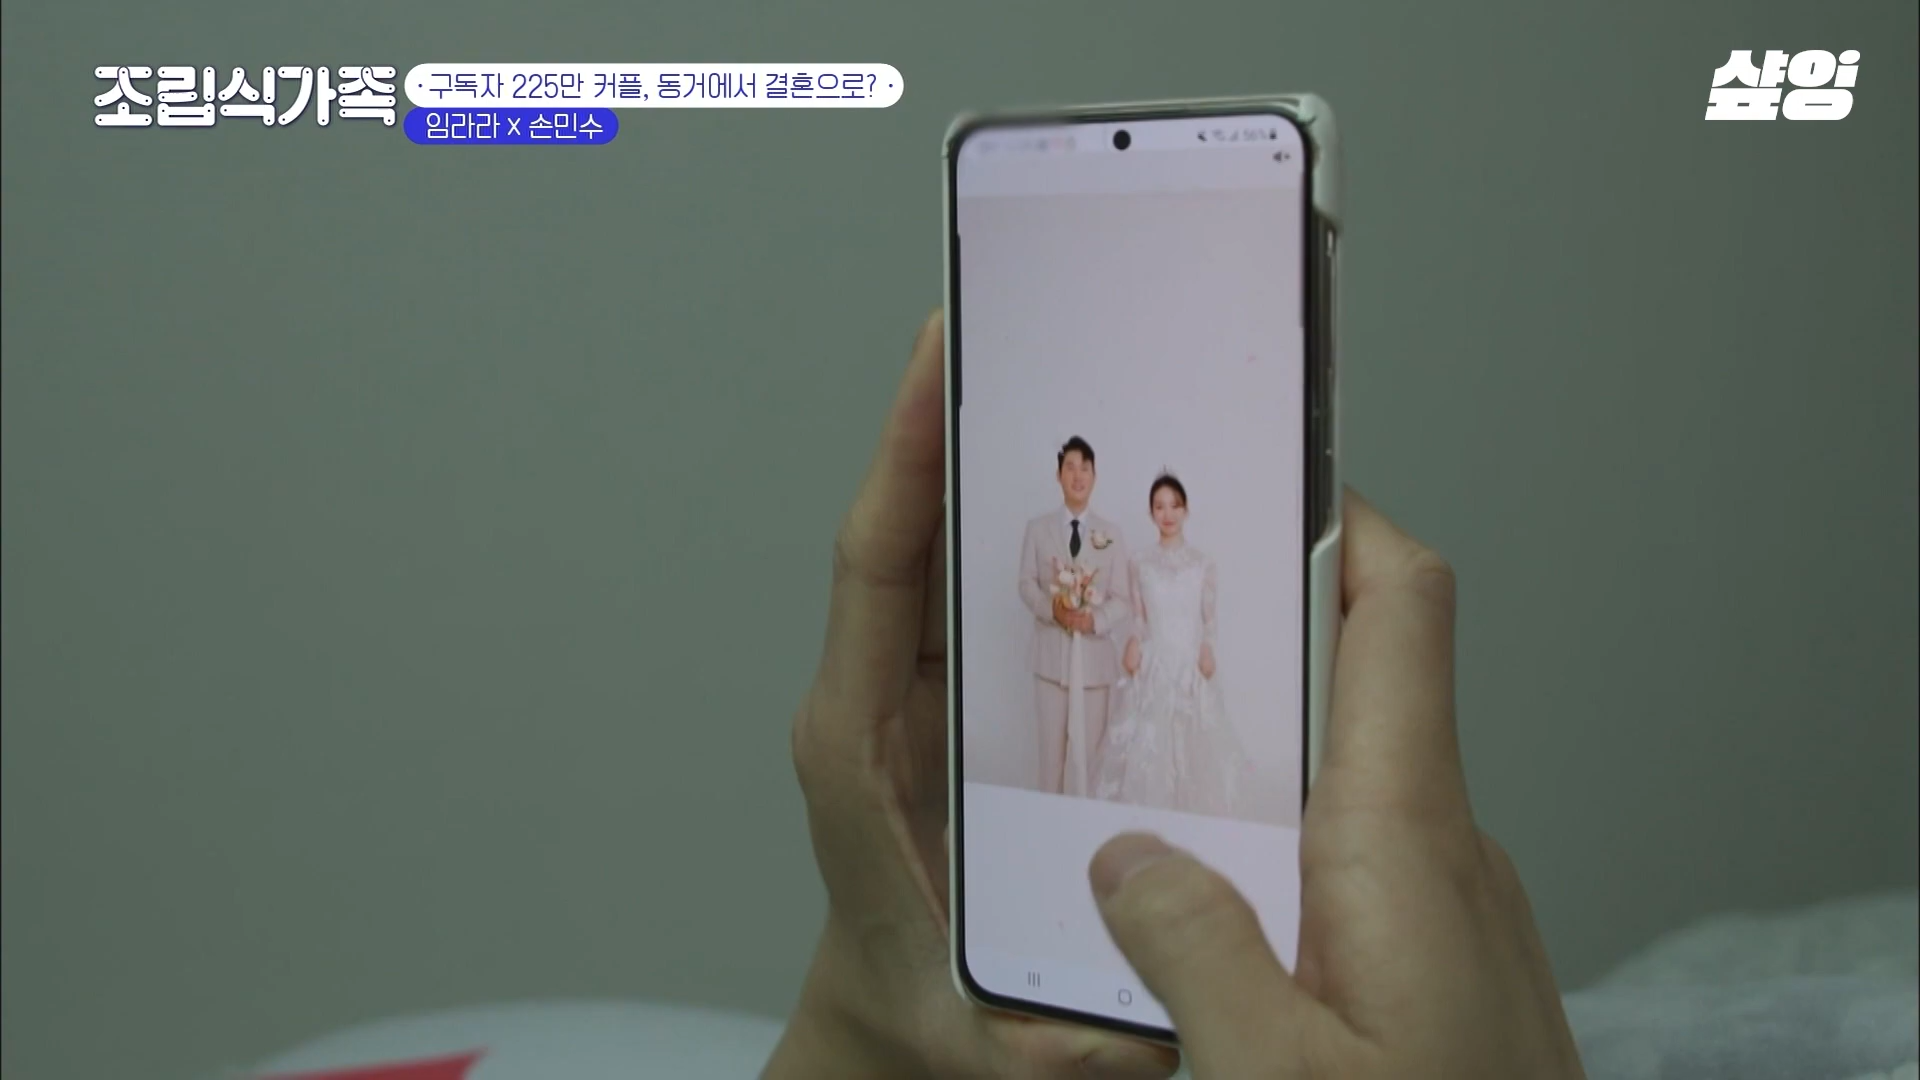 조립식가족
· 구독자 225만 커플, 동거에서 결혼으로? ·
임라라 x 손민수
샾잉
56%